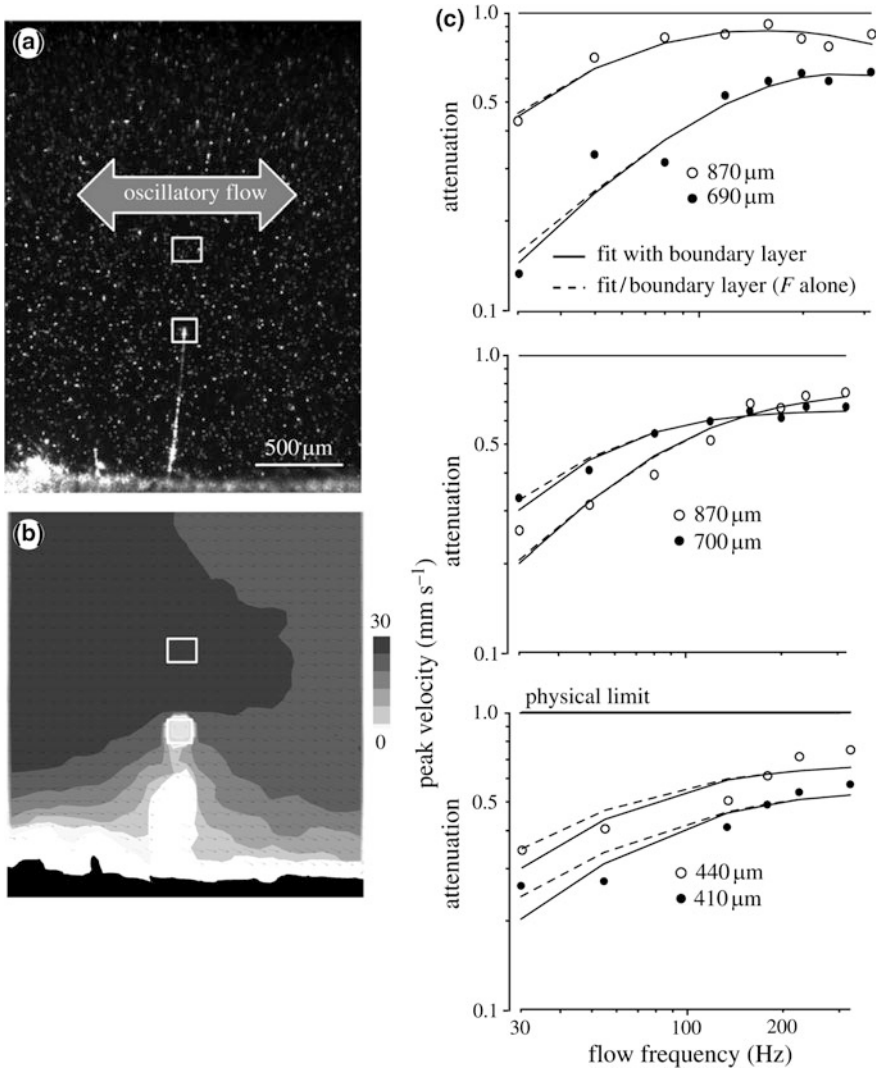 (a)
oscillatory flow
500 μm
(b)
30
0
peak velocity (mm s−1)
(c)
1.0
0.5
0.1
attenuation
870 μm
690 μm
fit with boundary layer
fit/boundary layer (F alone)
1.0
0.5
0.1
attenuation
870 μm
700 μm
physical limit
1.0
0.5
0.1
attenuation
440 μm
410 μm
30
100
200
flow frequency (Hz)